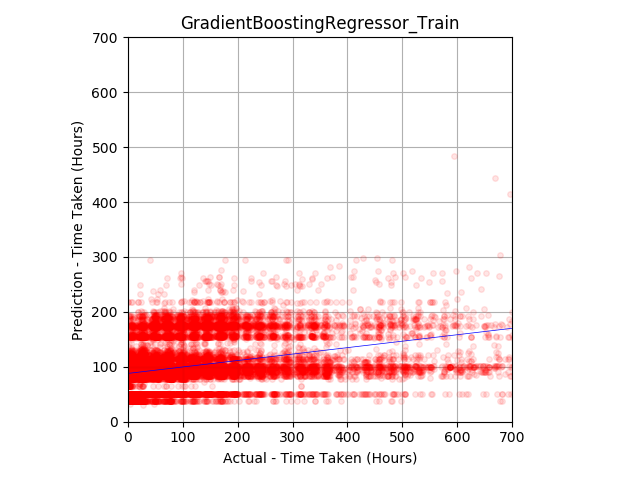 GradientBoostingRegressor_Train
Prediction - Time Taken (Hours)
700
600
500
400
300
200
100
0
0 100 200 300 400 500 600 700
Actual - Time Taken (Hours)